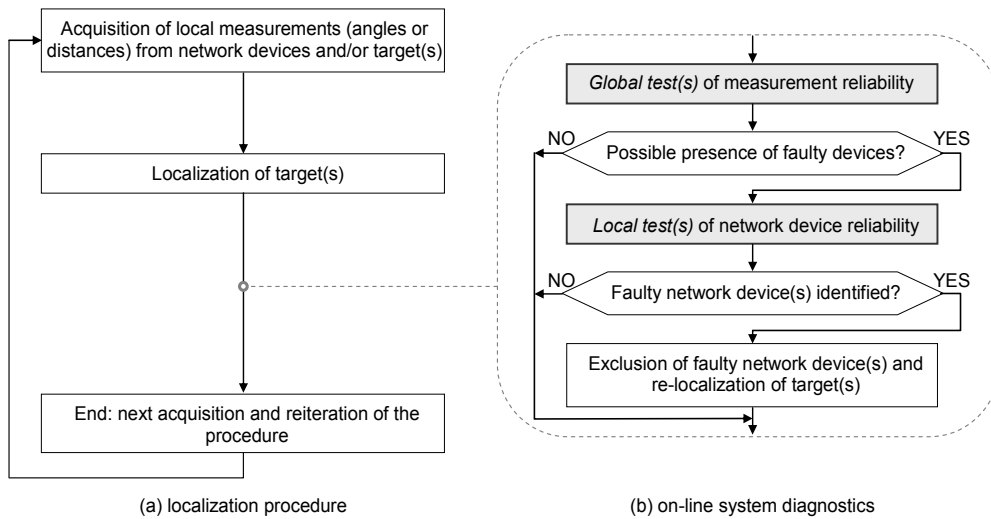 Acquisition of local measurements (angles or
distances) from network devices and/or target(s)
Localization of target(s)
End: next acquisition and reiteration of the
procedure
(a) localization procedure
Global test(s) of measurement reliability
NO
Possible presence of faulty devices?
YES
Local test(s) of network device reliability
NO
Faulty network device(s) identified?
YES
Exclusion of faulty network device(s) and
re-localization of target(s)
(b) on-line system diagnostics